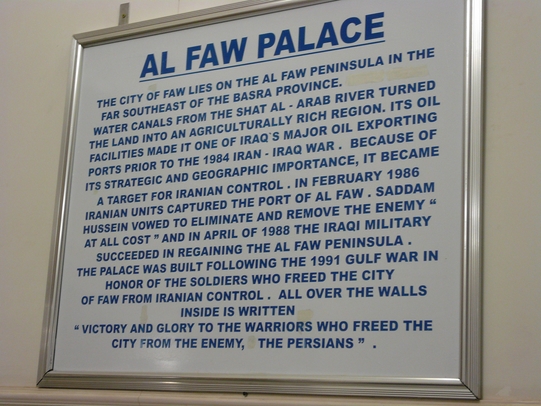 AL FAW PALACE
THE CITY OF FAW LIES ON THE AL FAW PENINSULA IN THE
FAR SOUTHEAST OF THE BASRA PROVINCE.
WATER CANALS FROM THE SHAT AL - ARAB RIVER TURNED
THE LAND INTO AN AGRICULTURALLY RICH REGION. ITS OIL
FACILITIES MADE IT ONE OF IRAQ`S MAJOR OIL EXPORTING
PORTS PRIOR TO THE 1984 IRAN - IRAQ WAR . BECAUSE OF
ITS STRATEGIC AND GEOGRAPHIC IMPORTANCE, IT BECAME
A TARGET FOR IRANIAN CONTROL . IN FEBRUARY 1986
IRANIAN UNITS CAPTURED THE PORT OF AL FAW . SADDAM
HUSSEIN VOWED TO ELIMINATE AND REMOVE THE ENEMY “
AT ALL COST ” AND IN APRIL OF 1988 THE IRAQI MILITARY
SUCCEEDED IN REGAINING THE AL FAW PENINSULA .
THE PALACE WAS BUILT FOLLOWING THE 1991 GULF WAR IN
HONOR OF THE SOLDIERS WHO FREED THE CITY
OF FAW FROM IRANIAN CONTROL . ALL OVER THE WALLS
INSIDE IS WRITTEN
“ VICTORY AND GLORY TO THE WARRIORS WHO FREED THE
CITY FROM THE ENEMY, THE PERSIANS ” .